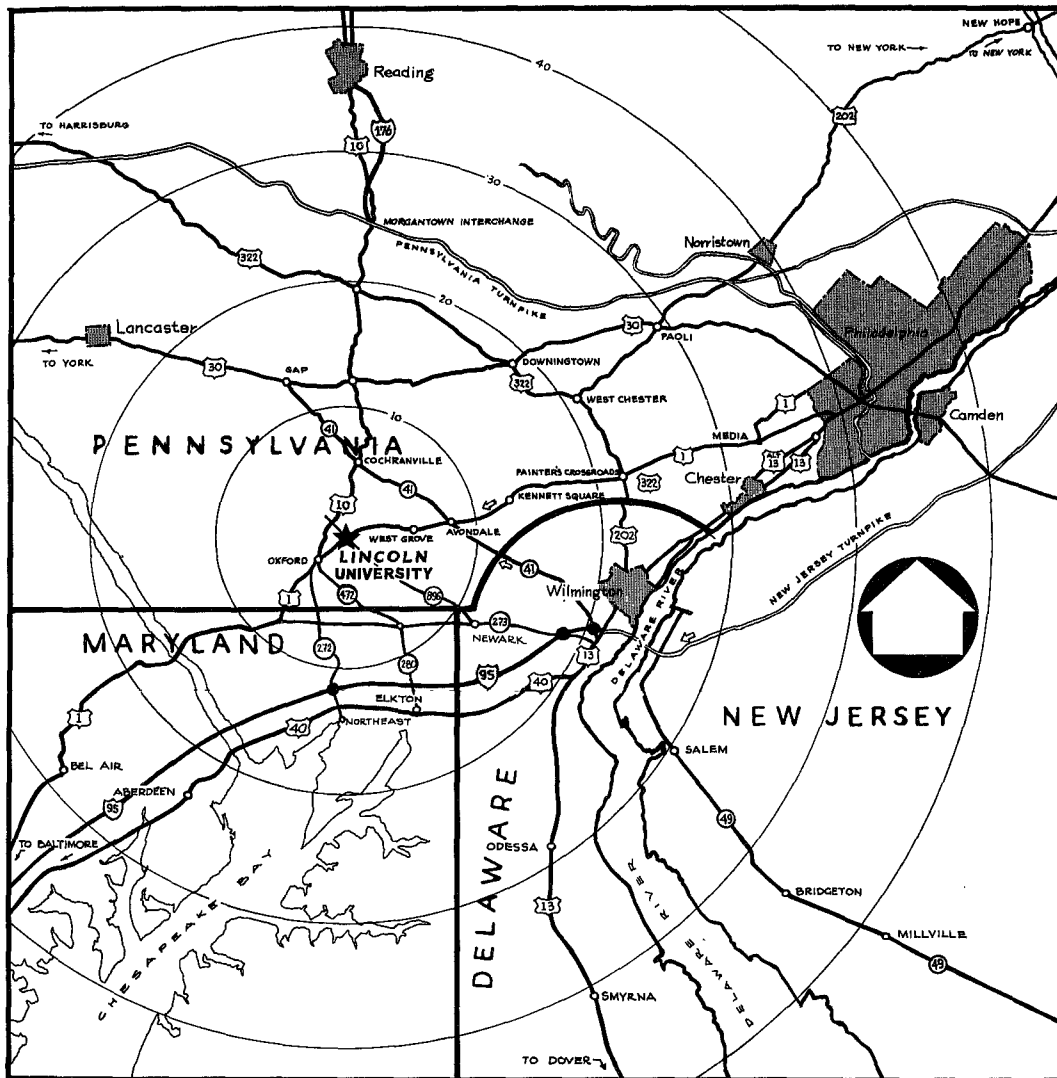 NEW HOPE
TO NEW YORK
TO NEW YORK
40
Reading
202
176
TO HARRISBURG
10
30
MORGANTOWN INTERCHANGE
Norristown
PENNSYLVANIA TURNPIKE
322
20
Lancaster
30
PAOLI
Philadelphia
TO YORK
30
GAP
DOWNINGTOWN
322
WEST CHESTER
1
Camden
10
41
MEDIA
PENNSYLVANIA
COCHRANVILLE
1
ALT 13
13
PAINTER'S CROSSROADS
322
Chester
41
KENNETT SQUARE
10
AVONDALE
WEST GROVE
202
OXFORD
LINCOLN
UNIVERSITY
41
NEW JERSEY TURNPIKE
Wilmington
1
472
896
DELAWARE RIVER
273
NEWARK
MARYLAND
272
280
13
95
40
ELKTON
1
40
NORTHEAST
NEW JERSEY
SALEM
BEL AIR
ABERDEEN
95
49
TO BALTIMORE
ODESSA
DELAWARE
CHESAPEAKE BAY
BRIDGETON
13
DELAWARE RIVER
MILLVILLE
49
SMYRNA
TO DOVER